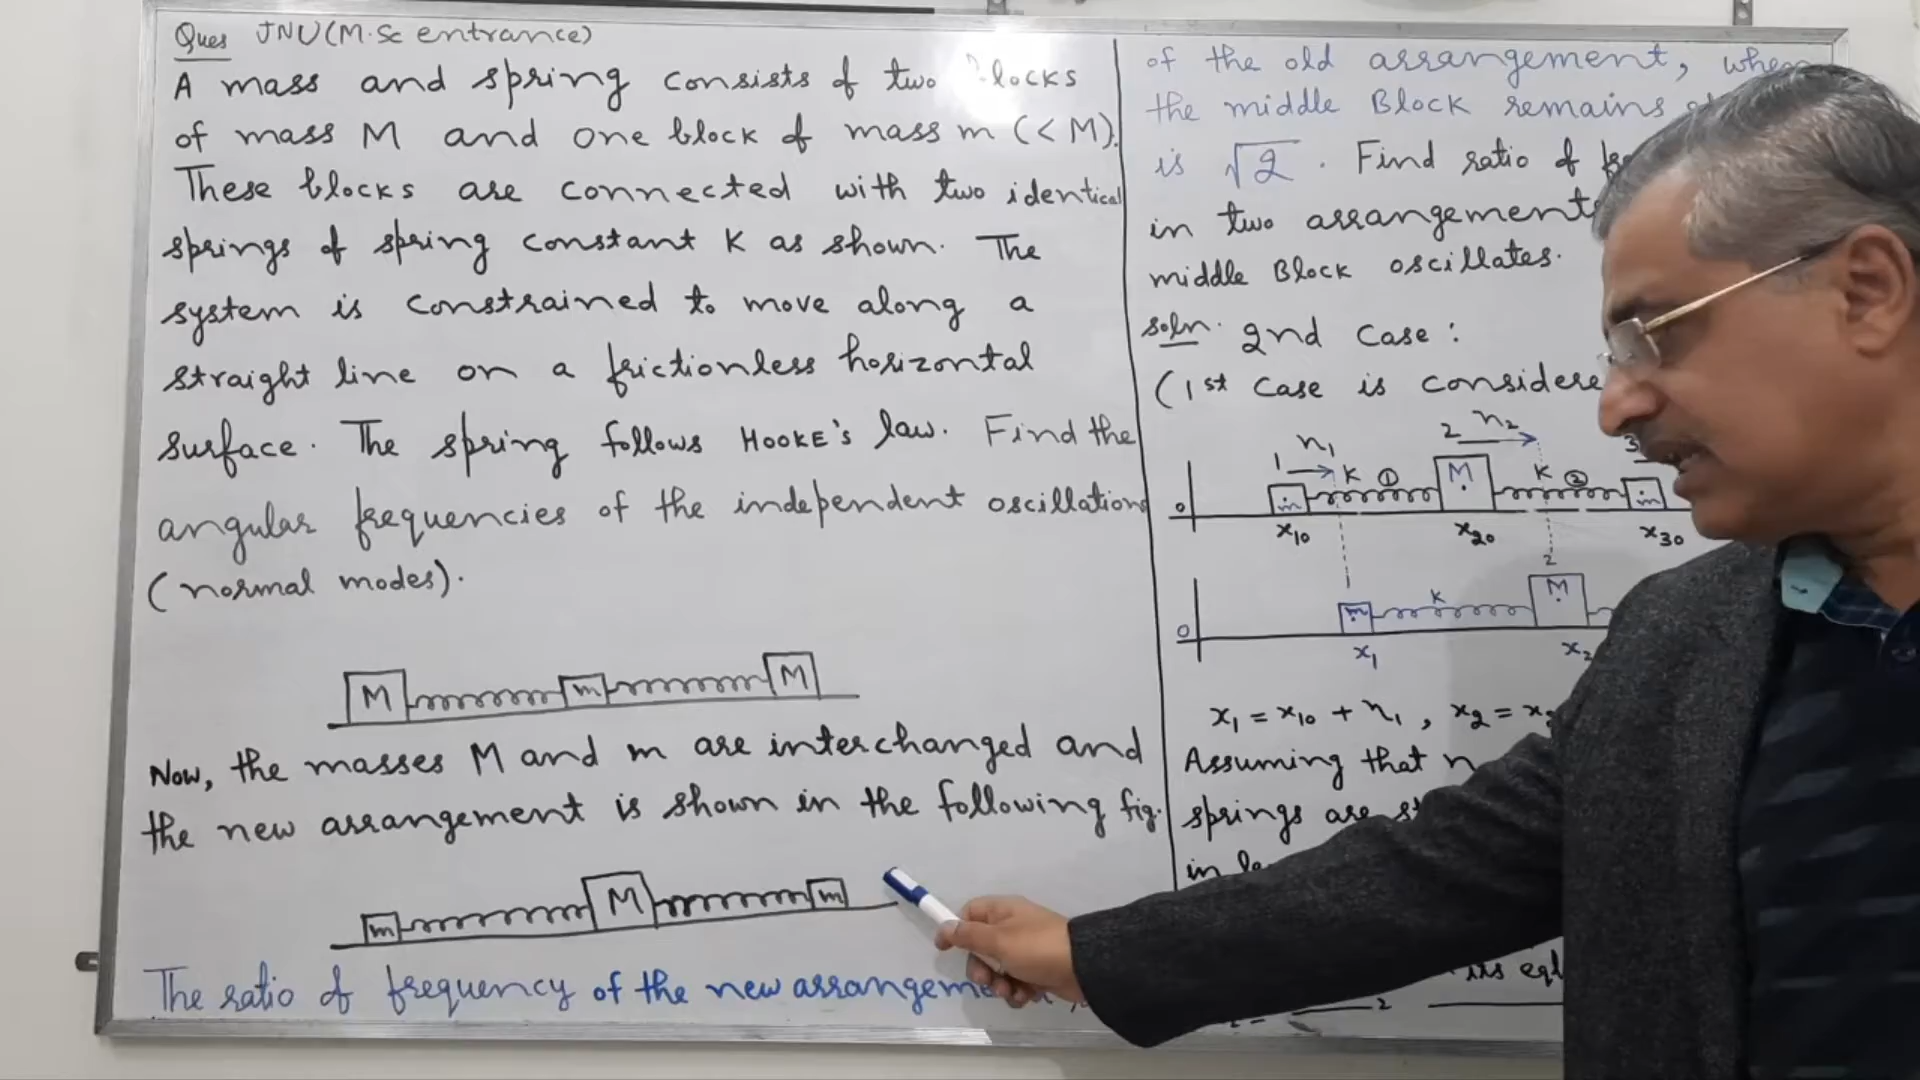 Ques JNU (M.Sc entrance)
A mass and spring consists of two Blocks
of mass M and one block of mass m (< M).
These blocks are connected with two identical
springs of spring constant K as shown. The
system is constrained to move along a
straight line on a frictionless horizontal
surface. The spring follows HOOKE's law. Find the
angular frequencies of the independent oscillations
(normal modes).
M m M
Now, the masses M and m are interchanged and
the new arrangement is shown in the following fig.
m M m
The ratio of frequency of the new
of the old arrangement, when
the middle Block remains
is √2. Find ratio of
in two arrangements
middle Block oscillates.
Soln. 2nd Case:
(1st Case is
1 η1 K ① 2 η2 K ②
m M m
0 x10 x20 x30
2
m K M
0 x1
x1 = x10 + η1, x2 =
Assuming that
springs are
in